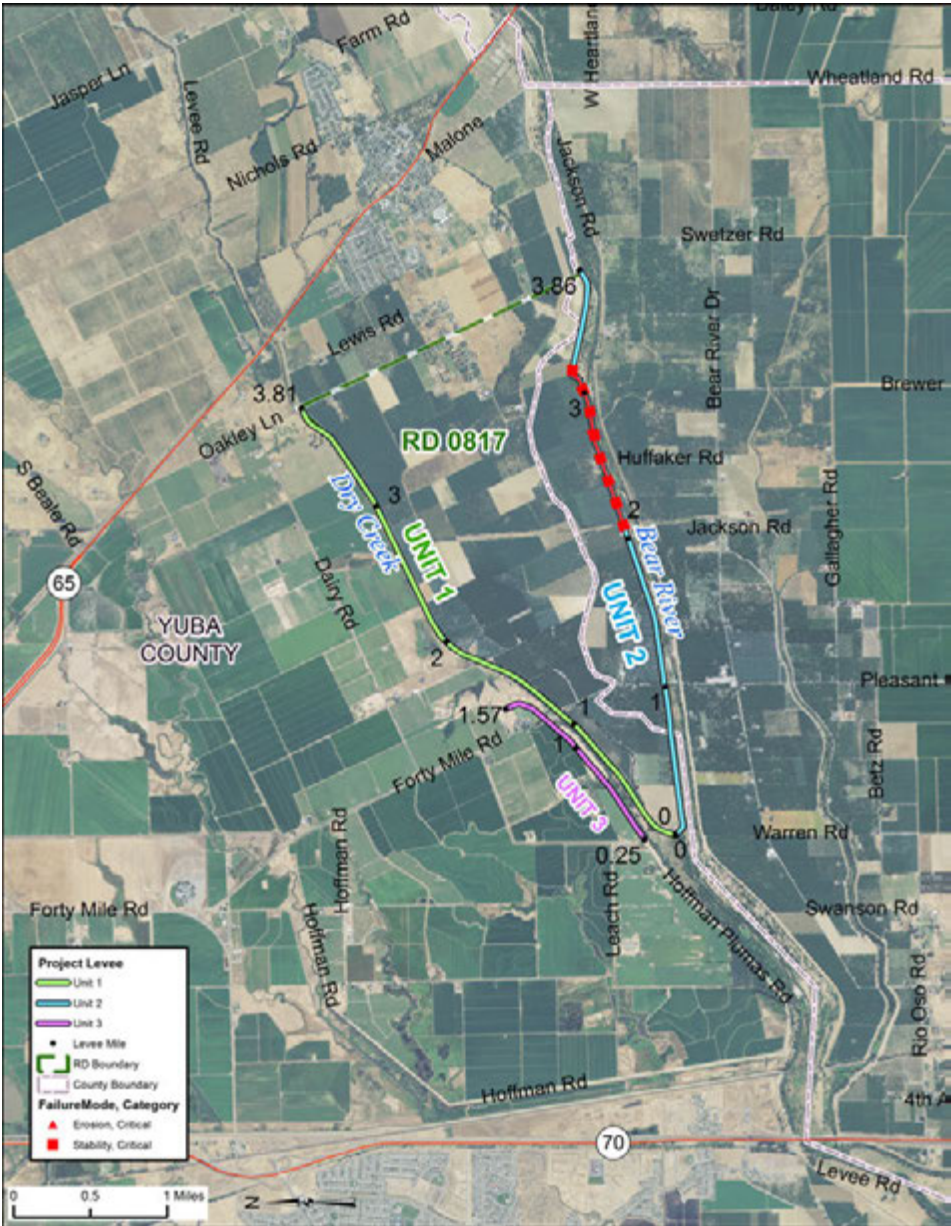 Daley Rd
Farm Rd
W Heartland
Wheatland Rd
Jasper Ln
Levee Rd
Malone
Nichols Rd
Jackson Rd
Swetzer Rd
3.86
Bear River Dr
Lewis Rd
Brewer
3.81
3
Oakley Ln
RD 0817
Huffaker Rd
S Beale Rd
Dry Creek
3
2
Jackson Rd
Gallagher Rd
UNIT 1
Bear River
65
Dairy Rd
UNIT 2
YUBA
COUNTY
2
Pleasant
1
1.57
1
Forty Mile Rd
1
Betz Rd
UNIT 3
0
Warren Rd
0.25
0
Hoffman Rd
Leach Rd
Hoffman Plumas Rd
Forty Mile Rd
Swanson Rd
Hoffman Rd
Rio Oso Rd
Project Levee
Unit 1
Unit 2
Unit 3
Levee Mile
RD Boundary
County Boundary
FailureMode, Category
Erosion, Critical
Stability, Critical
Hoffman Rd
4th A
70
Levee Rd
0 0.5 1 Miles
N